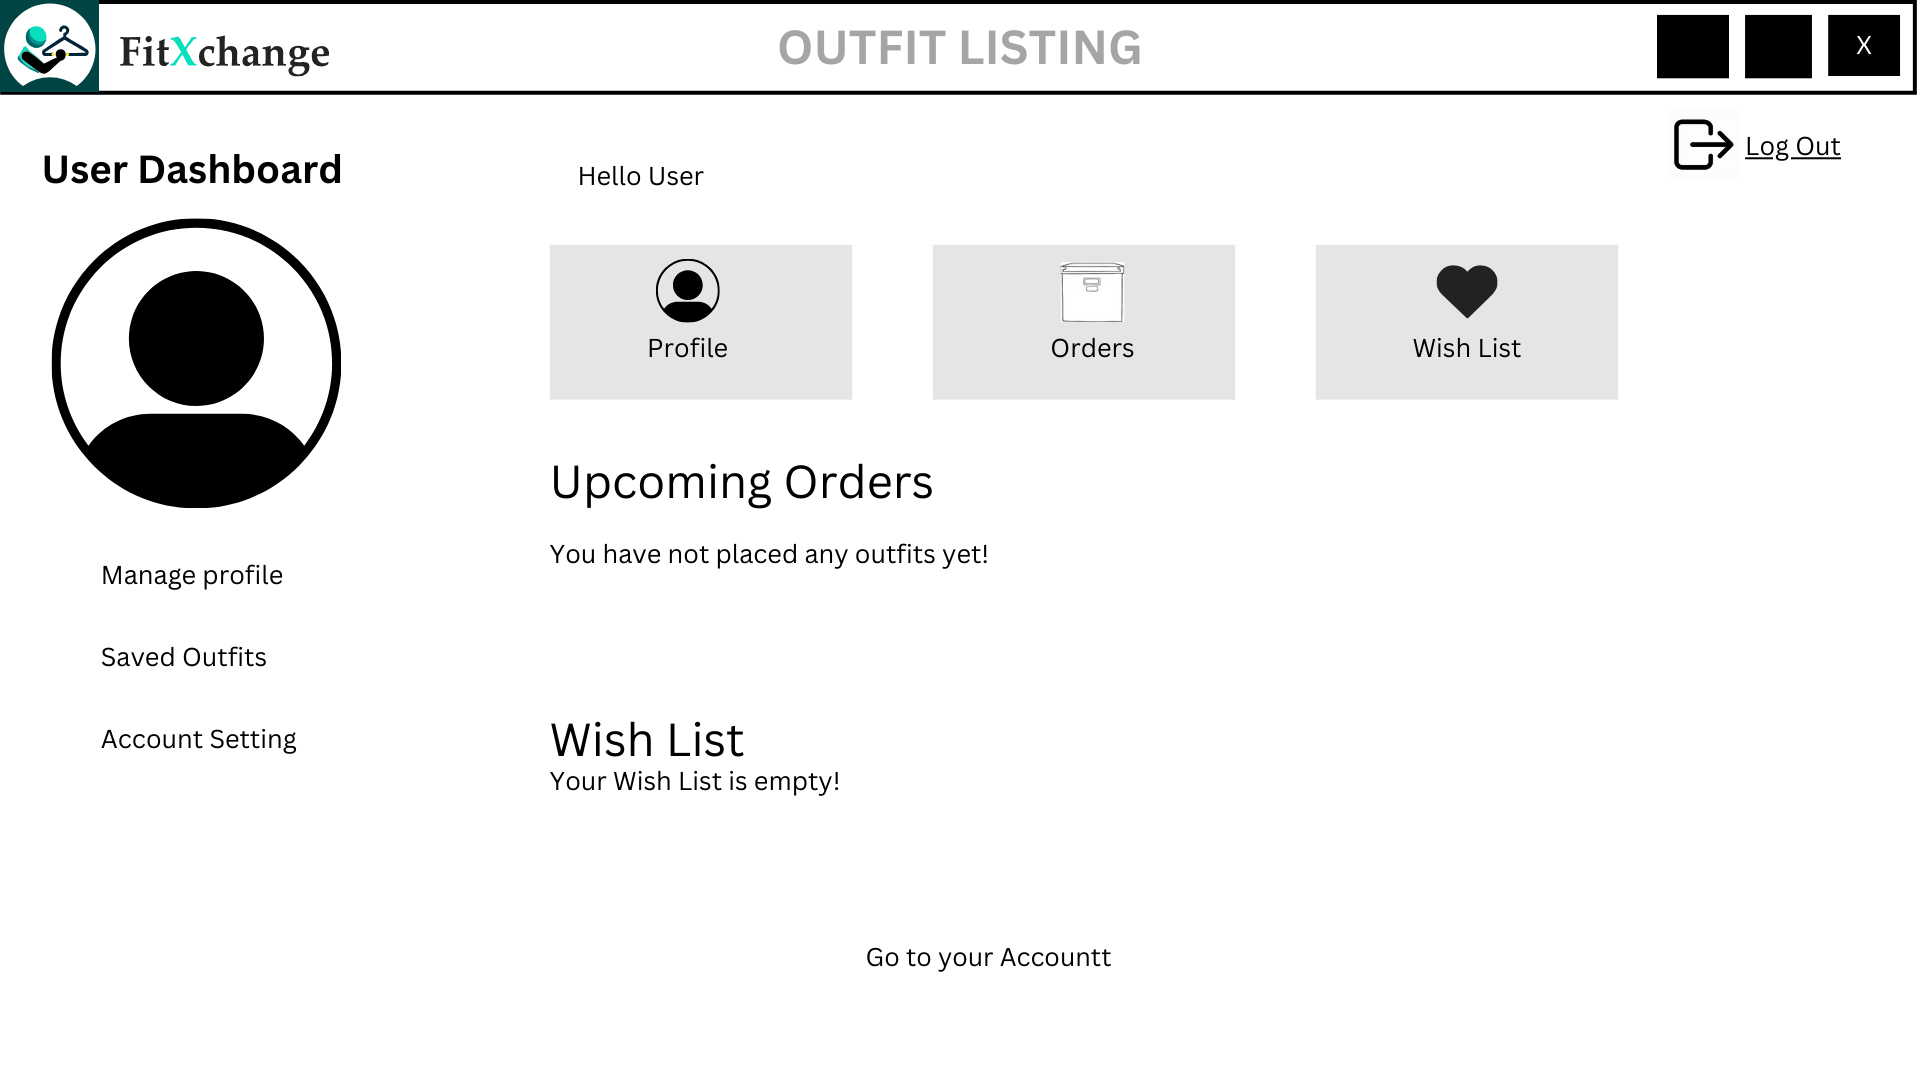 FitXchange
OUTFIT LISTING
X
Log Out
User Dashboard
Hello User
Profile
Orders
Wish List
Upcoming Orders
You have not placed any outfits yet!
Manage profile
Saved Outfits
Account Setting
Wish List
Your Wish List is empty!
Go to your Accountt